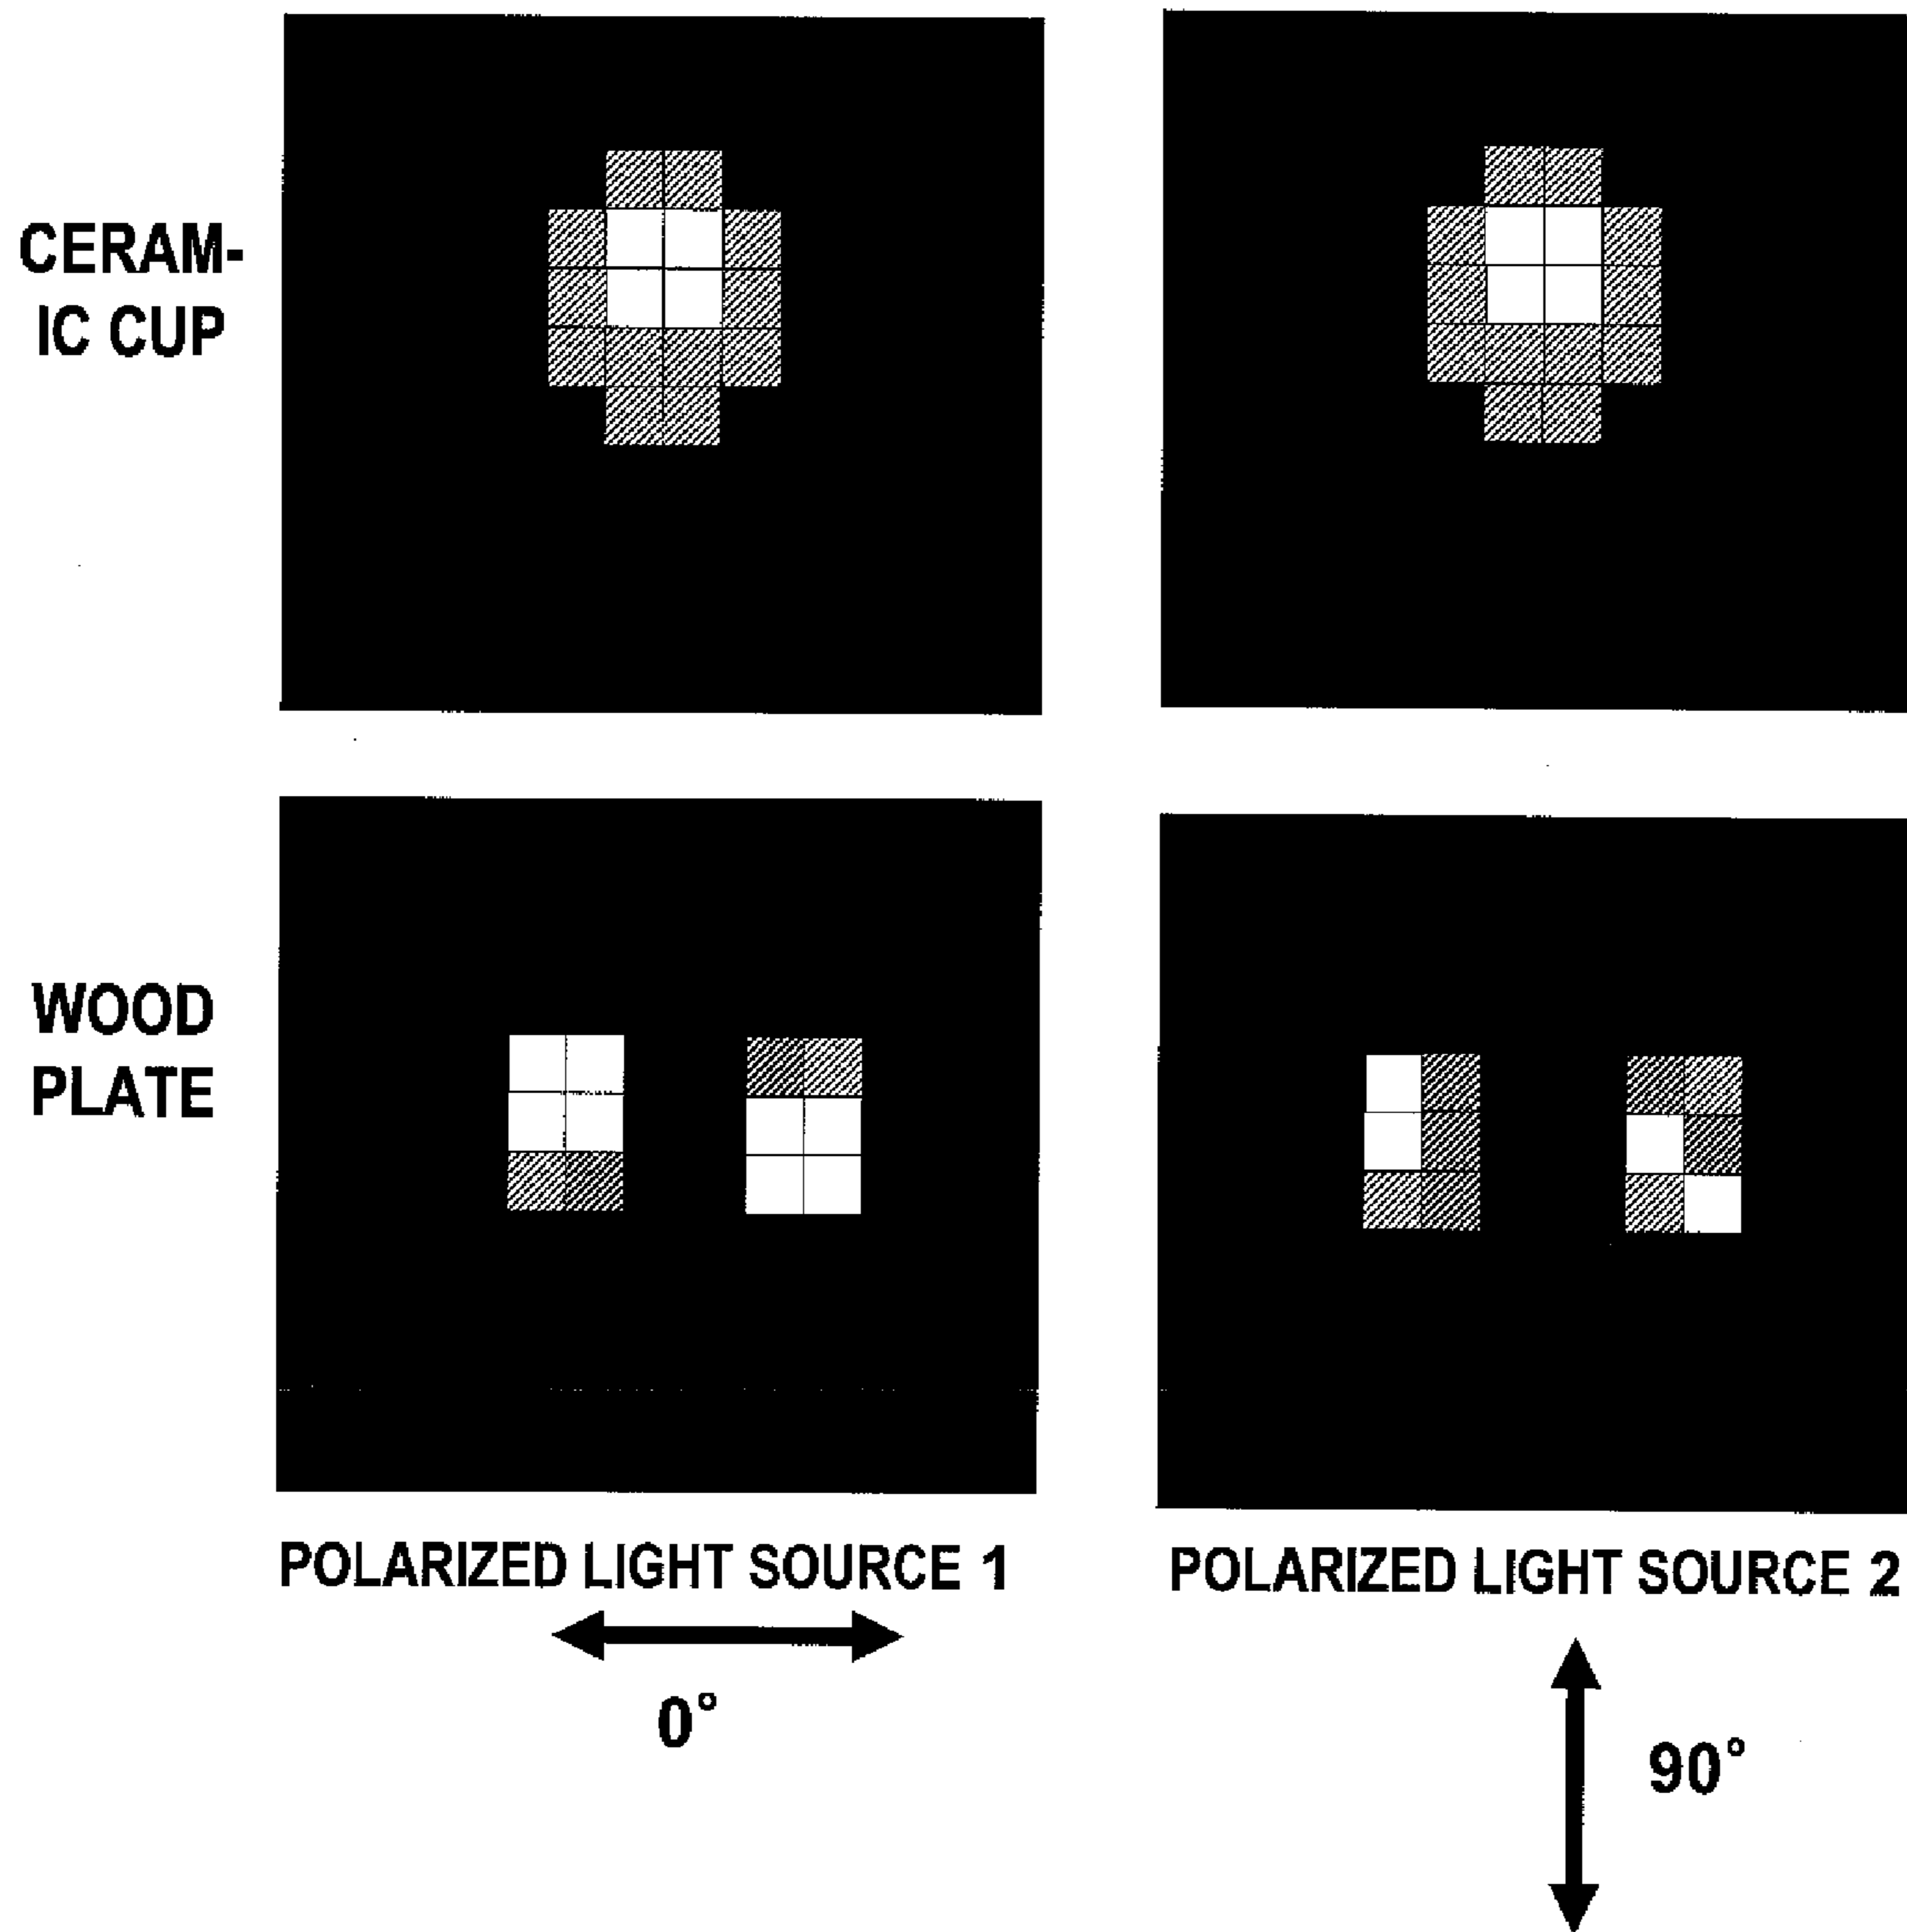 CERAM-
IC CUP
WOOD
PLATE
POLARIZED LIGHT SOURCE 1
POLARIZED LIGHT SOURCE 2
0°
90°